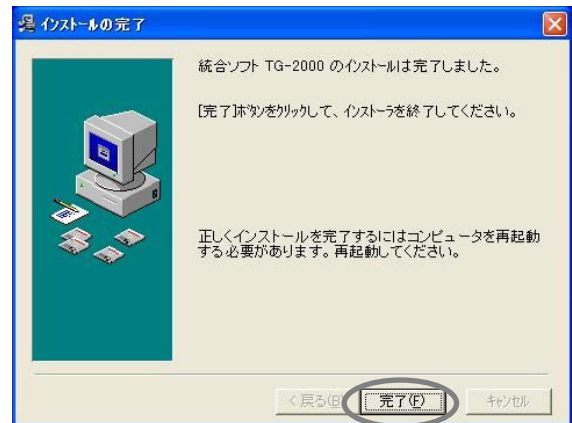 インストールの完了
統合ソフト TG-2000 のインストールは完了しました。
[完了]ボタンをクリックして、インストーラを終了してください。
正しくインストールを完了するにはコンピュータを再起動
する必要があります。再起動してください。
< 戻る(B) 完了(F) キャンセル